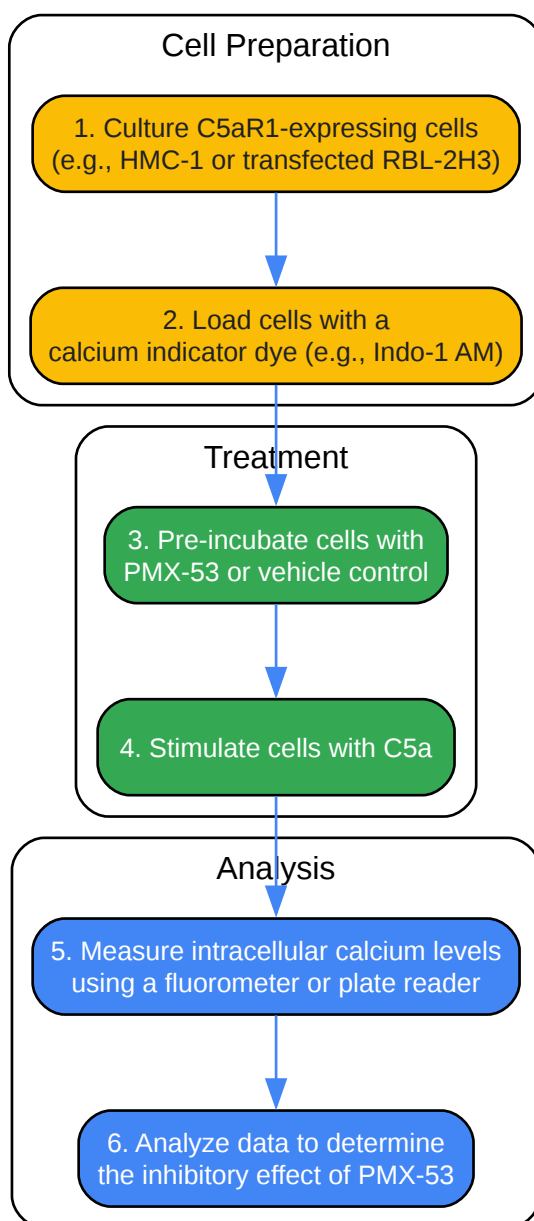 Cell Preparation
1. Culture C5aR1-expressing cells
(e.g., HMC-1 or transfected RBL-2H3)
2. Load cells with a
calcium indicator dye (e.g., Indo-1 AM)
Treatment
3. Pre-incubate cells with
PMX-53 or vehicle control
4. Stimulate cells with C5a
Analysis
5. Measure intracellular calcium levels
using a fluorometer or plate reader
6. Analyze data to determine
the inhibitory effect of PMX-53